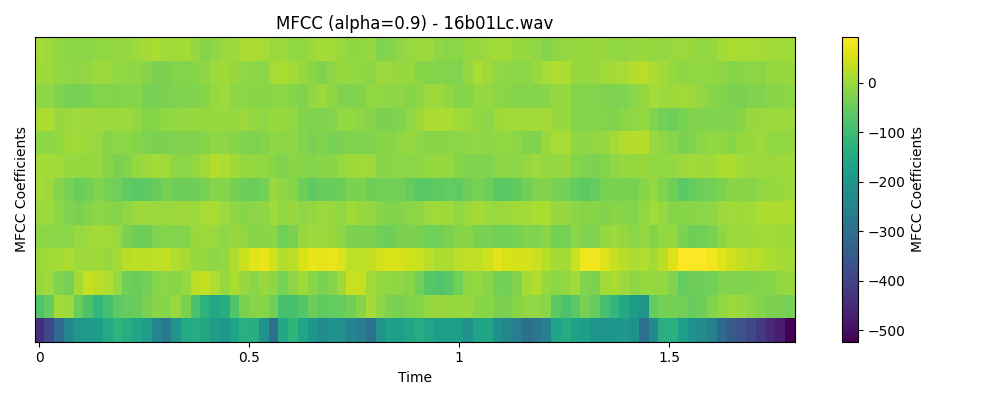 MFCC (alpha=0.9) - 16b01Lc.wav
MFCC Coefficients
0
0.5
1
1.5
Time
0
−100
−200
−300
−400
−500
MFCC Coefficients